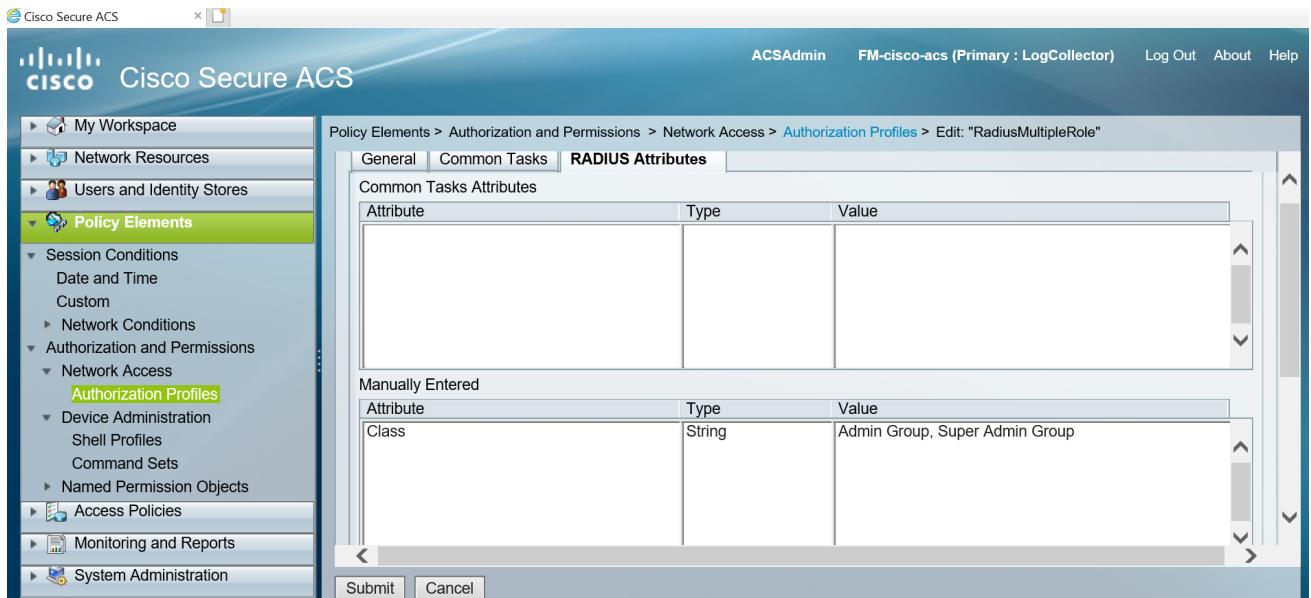 Cisco Secure ACS
ACSAdmin FM-cisco-acs (Primary : LogCollector) Log Out About Help
CISCO Cisco Secure ACS
My Workspace
Network Resources
Users and Identity Stores
Policy Elements
Session Conditions
Date and Time
Custom
Network Conditions
Authorization and Permissions
Network Access
Authorization Profiles
Device Administration
Shell Profiles
Command Sets
Named Permission Objects
Access Policies
Monitoring and Reports
System Administration
Policy Elements > Authorization and Permissions > Network Access > Authorization Profiles > Edit: "RadiusMultipleRole"
General Common Tasks RADIUS Attributes
Common Tasks Attributes
Attribute Type Value
Manually Entered
Attribute Type Value
Class String Admin Group, Super Admin Group
Submit Cancel